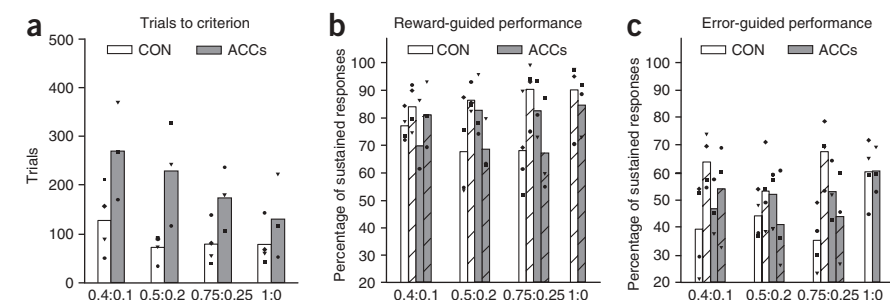 a Trials to criterion
CON ACCs
Trials
500
400
300
200
100
0
0.4:0.1 0.5:0.2 0.75:0.25 1:0
b Reward-guided performance
CON ACCs
Percentage of sustained responses
100
90
80
70
60
50
40
30
20
0.4:0.1 0.5:0.2 0.75:0.25 1:0
c Error-guided performance
CON ACCs
Percentage of sustained responses
100
90
80
70
60
50
40
30
20
0.4:0.1 0.5:0.2 0.75:0.25 1:0